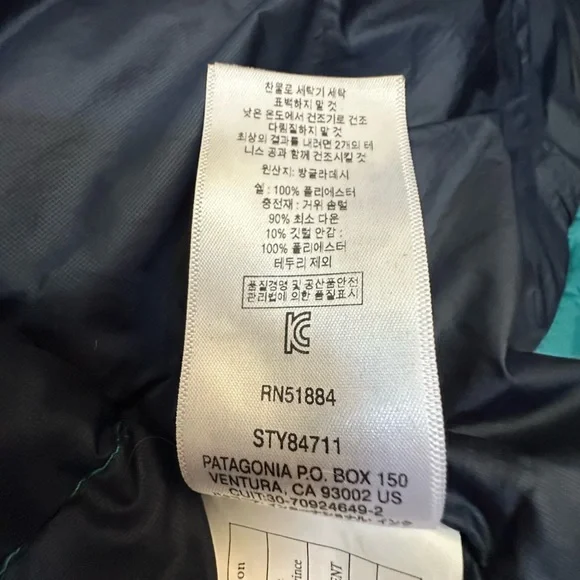 찬물로 세탁기 세탁
표백하지 말 것
낮은 온도에서 건조기로 건조
다림질하지 말 것
최상의 결과를 내려면 2개의 테
니스 공과 함께 건조시킬 것
원산지: 방글라데시
쉘: 100% 폴리에스터
충전재: 거위 솜털
90% 최소 다운
10% 깃털 안감:
100% 폴리에스터
테두리 제외
품질경영 및 공산품안전
관리법에 의한 품질표시
KC
RN51884
STY84711
PATAGONIA P.O. BOX 150
VENTURA, CA 93002 US
CUIT:30-70924649-2